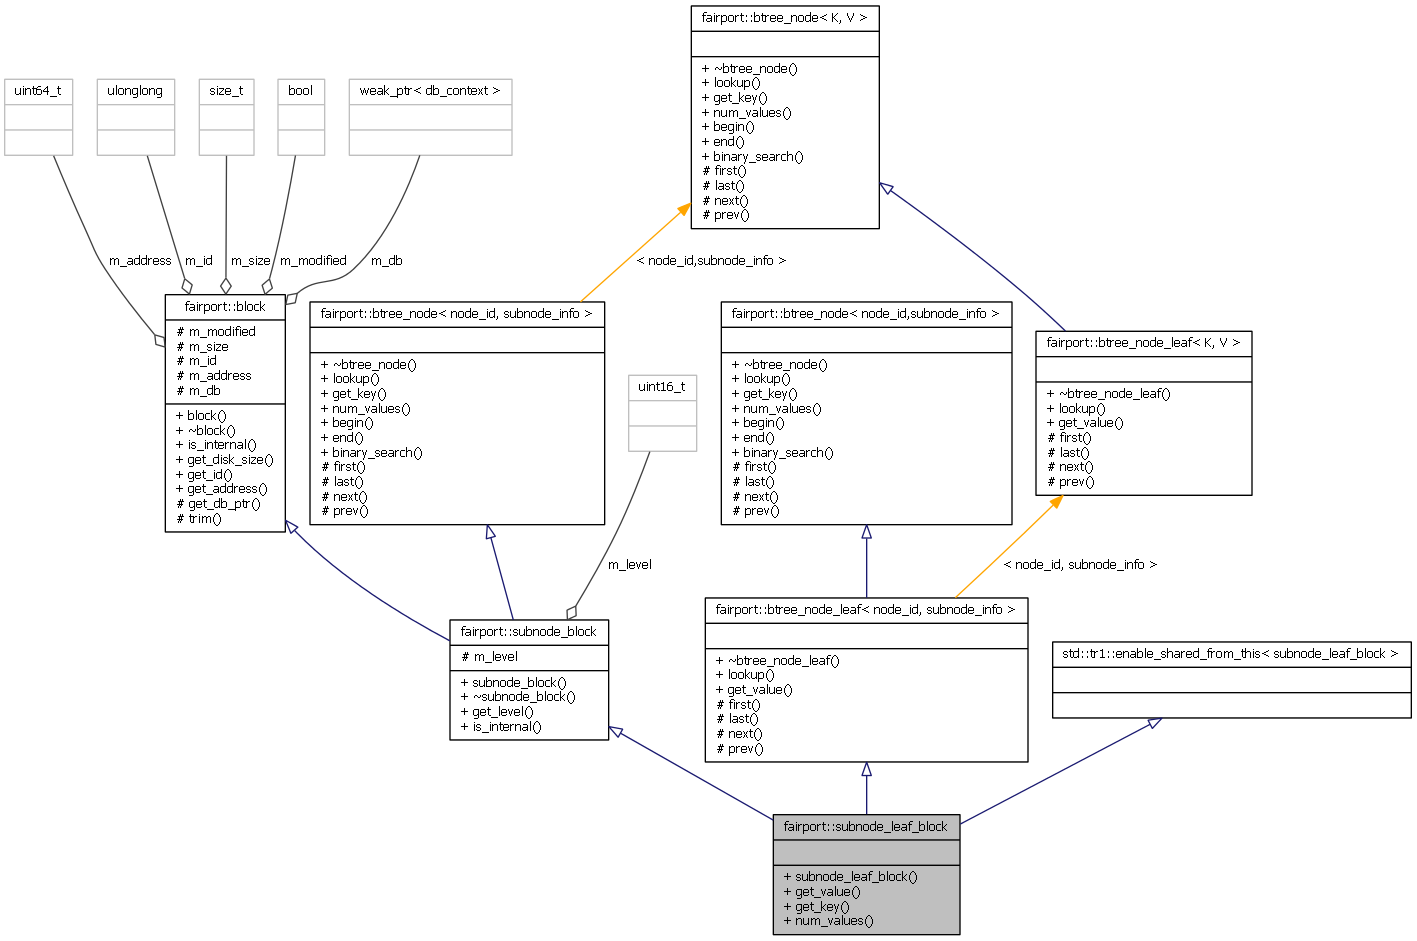 fairport::btree_node< K, V >
+ ~btree_node()
+ lookup()
+ get_key()
+ num_values()
+ begin()
+ end()
+ binary_search()
# first()
# last()
# next()
# prev()
uint64_t
ulonglong
size_t
bool
weak_ptr< db_context >
m_address
m_id
m_size
m_modified
m_db
< node_id,subnode_info >
fairport::block
# m_modified
# m_size
# m_id
# m_address
# m_db
+ block()
+ ~block()
+ is_internal()
+ get_disk_size()
+ get_id()
+ get_address()
# get_db_ptr()
# trim()
fairport::btree_node< node_id, subnode_info >
+ ~btree_node()
+ lookup()
+ get_key()
+ num_values()
+ begin()
+ end()
+ binary_search()
# first()
# last()
# next()
# prev()
uint16_t
fairport::btree_node< node_id,subnode_info >
+ ~btree_node()
+ lookup()
+ get_key()
+ num_values()
+ begin()
+ end()
+ binary_search()
# first()
# last()
# next()
# prev()
fairport::btree_node_leaf< K, V >
+ ~btree_node_leaf()
+ lookup()
+ get_value()
# first()
# last()
# next()
# prev()
m_level
< node_id, subnode_info >
fairport::subnode_block
# m_level
+ subnode_block()
+ ~subnode_block()
+ get_level()
+ is_internal()
fairport::btree_node_leaf< node_id, subnode_info >
+ ~btree_node_leaf()
+ lookup()
+ get_value()
# first()
# last()
# next()
# prev()
std::tr1::enable_shared_from_this< subnode_leaf_block >
fairport::subnode_leaf_block
+ subnode_leaf_block()
+ get_value()
+ get_key()
+ num_values()